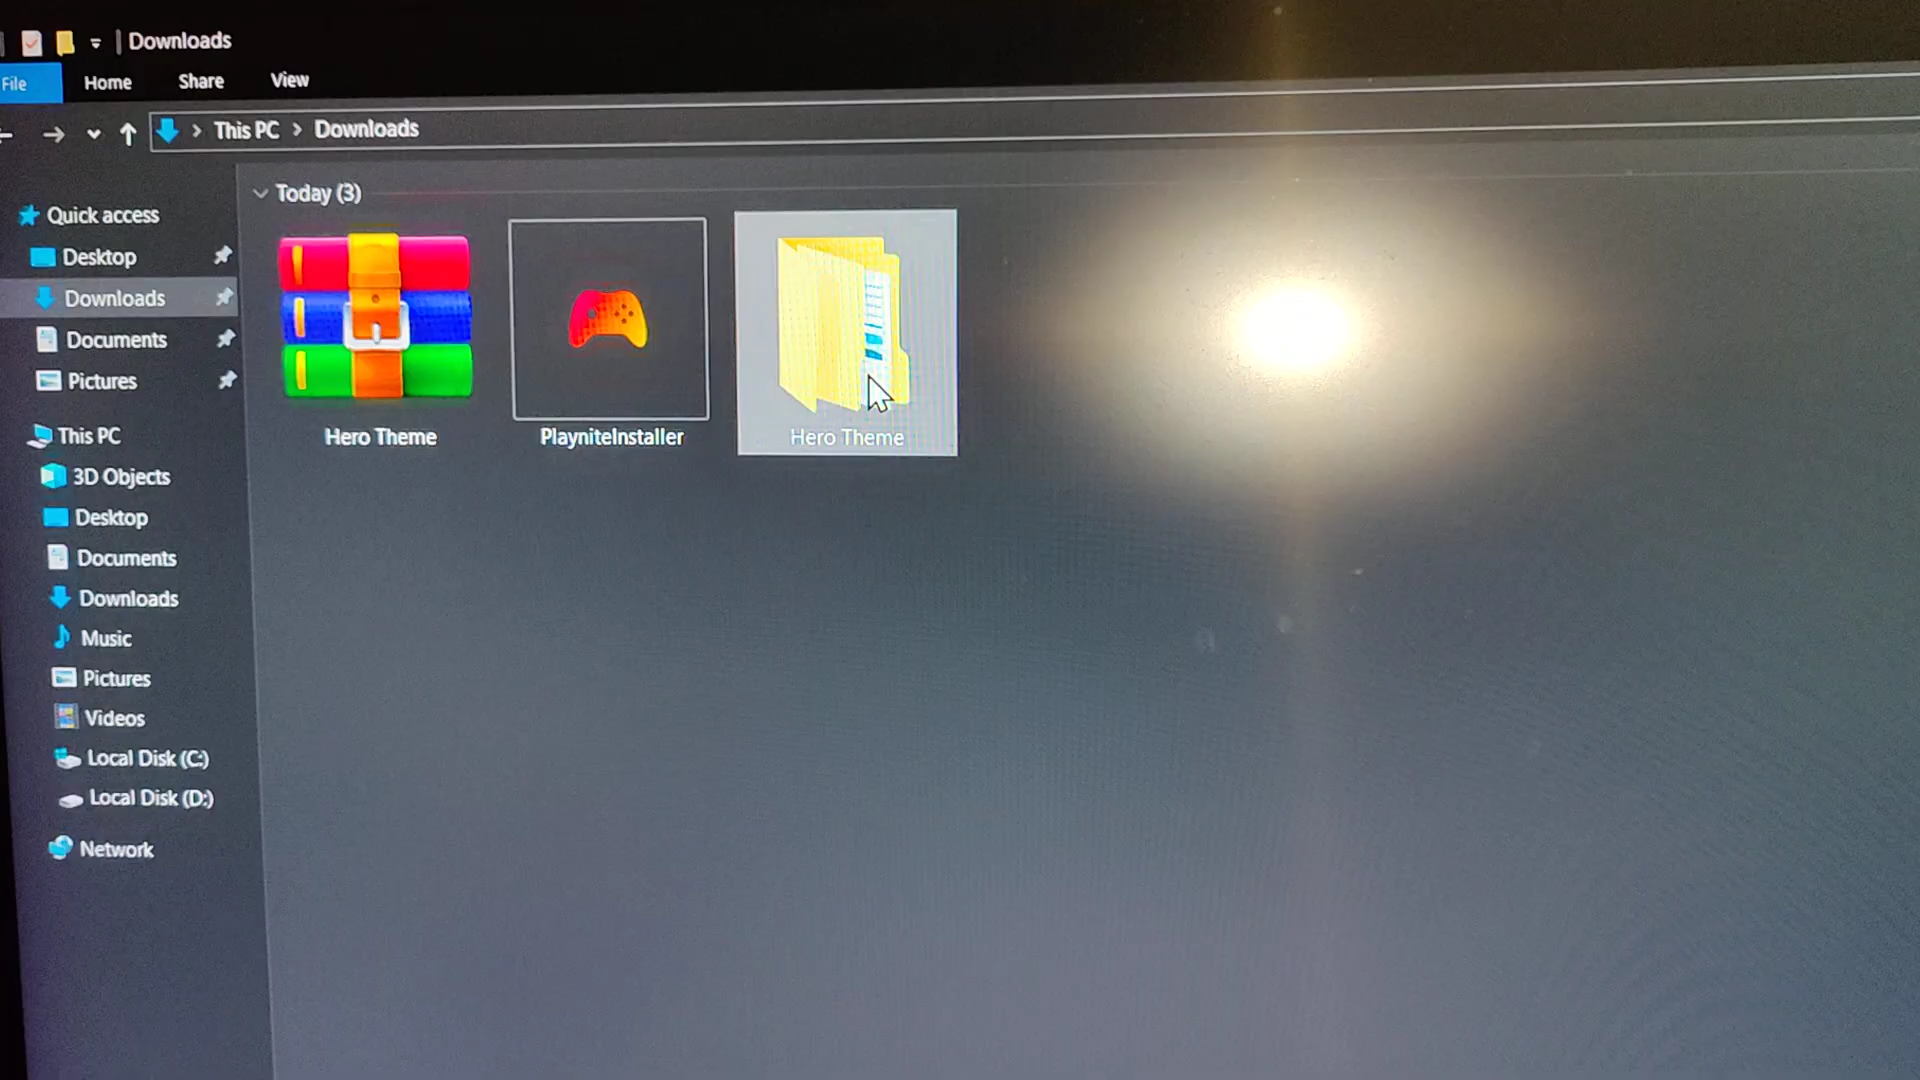 Downloads
File
Home
Share
View
This PC
Downloads
Today (3)
Quick access
Desktop
Downloads
Documents
Pictures
This PC
3D Objects
Desktop
Documents
Downloads
Music
Pictures
Videos
Local Disk (C:)
Local Disk (D:)
Network
Hero Theme
PlayniteInstaller
Hero Theme